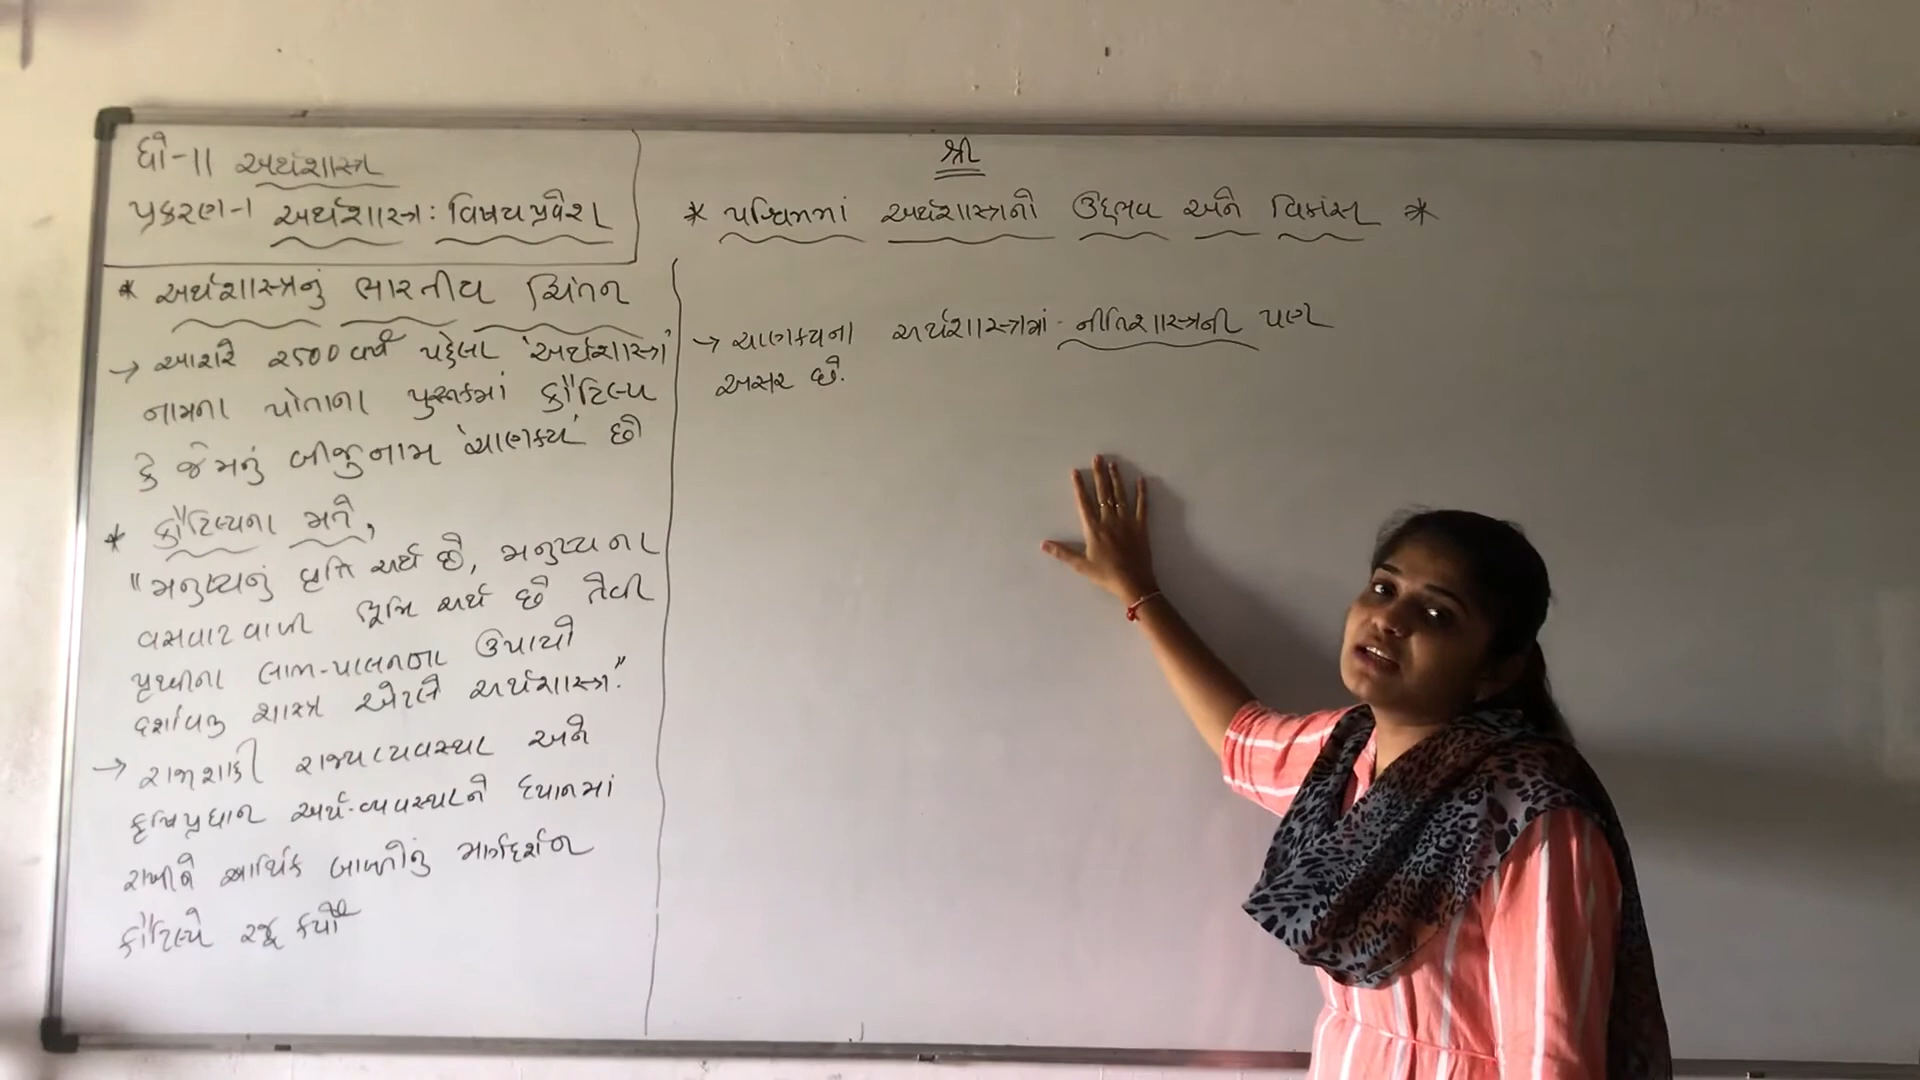 ધો-11 અર્થશાસ્ત્ર
પ્રકરણ-1 અર્થશાસ્ત્ર : વિષયપ્રવેશ
* અર્થશાસ્ત્રનું ભારતીય ચિંતન
→ આશરે ૨૫૦૦ વર્ષ પહેલા 'અર્થશાસ્ત્ર'
નામના પોતાના પુસ્તકમાં કૌટિલ્ય
કે જેમનું બીજુ નામ 'ચાણક્ય' છે
* કૌટિલ્યના મતે,
"મનુષ્યનું વૃત્તિ અર્થ છે, મનુષ્યના
વસવાટવાળી ભૂમિ અર્થ છે તેવી
પૃથ્વીના લાભ-પાલનના ઉપાયો
દર્શાવતુ શાસ્ત્ર એટલે અર્થશાસ્ત્ર."
→ રાજાશાહી રાજ્યવ્યવસ્થા અને
કૃષિપ્રધાન અર્થ-વ્યવસ્થાને ધ્યાનમાં
રાખીને આર્થિક બાબતોનું માર્ગદર્શન
કૌટિલ્યે રજૂ કર્યો
શ્રી
* પશ્ચિમમાં અર્થશાસ્ત્રનો ઉદ્ભવ અને વિકાસ *
→ ચાણક્યના અર્થશાસ્ત્રમાં નીતિશાસ્ત્રની પણ
અસર છે.